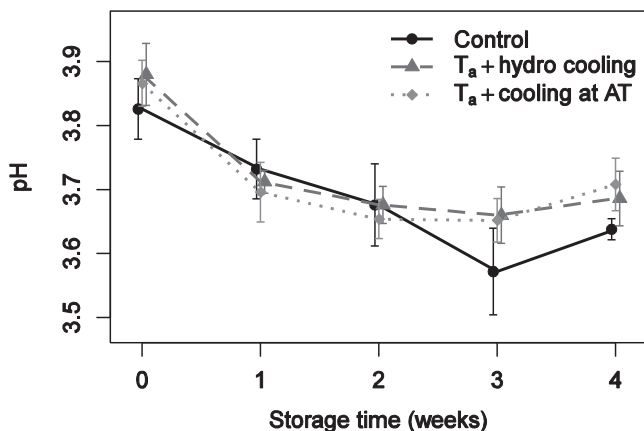 Control
Ta + hydro cooling
Ta + cooling at AT
pH
3.9
3.8
3.7
3.6
3.5
0 1 2 3 4
Storage time (weeks)